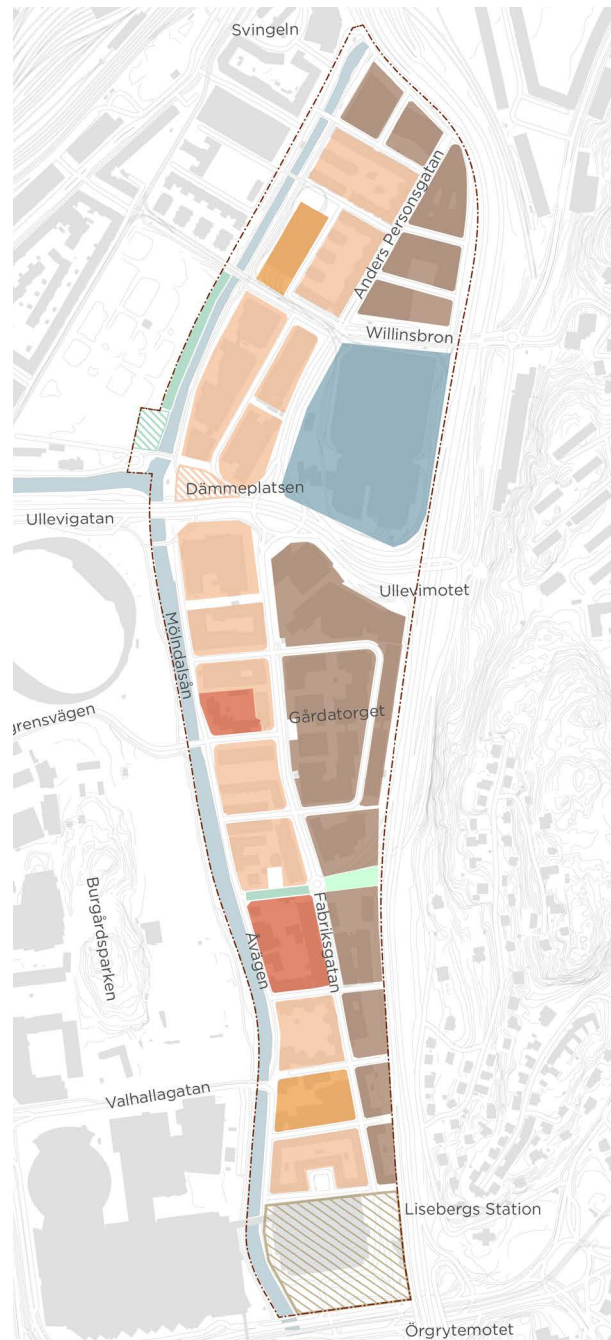 Svingeln
Anders Personsgatan
Willinsbron
Dämmeplatsen
Ullevigatan
Ullevimotet
Mölndalsån
Gårdatorget
grensvägen
Burgårdsparken
Fabriksgatan
Åvägen
Valhallagatan
Lisebergs Station
Örgrytemotet